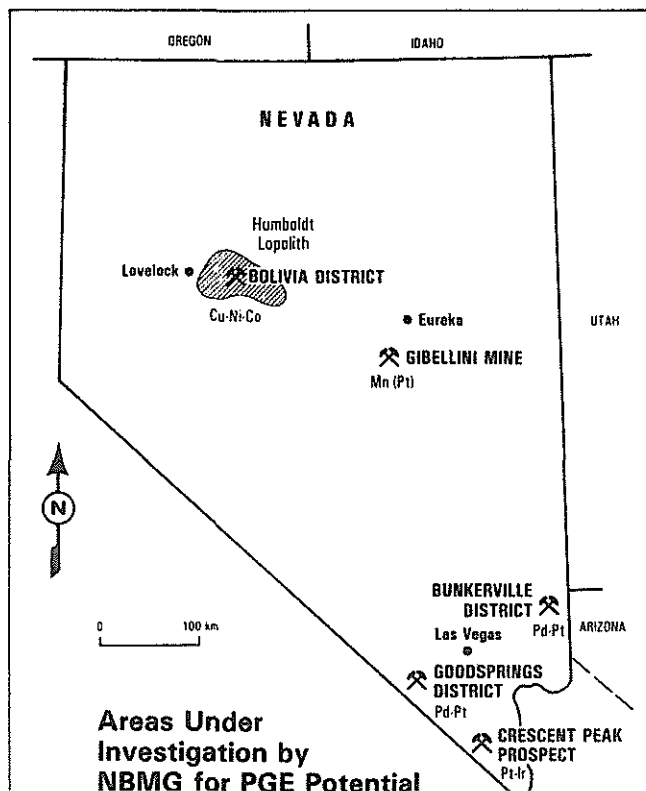 OREGON
IDAHO
NEVADA
Humboldt
Lopolith
Lovelock
BOLIVIA DISTRICT
Cu-Ni-Co
Eureka
UTAH
GIBELLINI MINE
Mn (Pt)
N
BUNKERVILLE
DISTRICT
Pd-Pt
ARIZONA
0 100 km
Las Vegas
GOODSPRINGS
DISTRICT
Pd-Pt
CRESCENT PEAK
PROSPECT
Pt-Ir
Areas Under
Investigation by
NBMG for PGE Potential